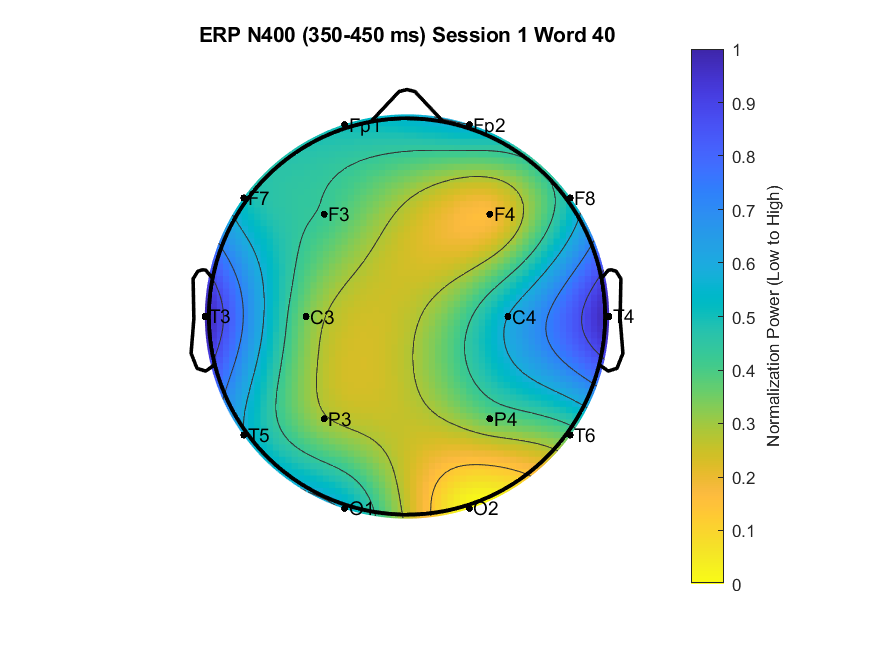 ERP N400 (350-450 ms) Session 1 Word 40
Fp1
Fp2
F7
F3
F4
F8
T3
C3
C4
T4
T5
P3
P4
T6
O1
O2
1
0.9
0.8
0.7
0.6
0.5
0.4
0.3
0.2
0.1
0
Normalization Power (Low to High)